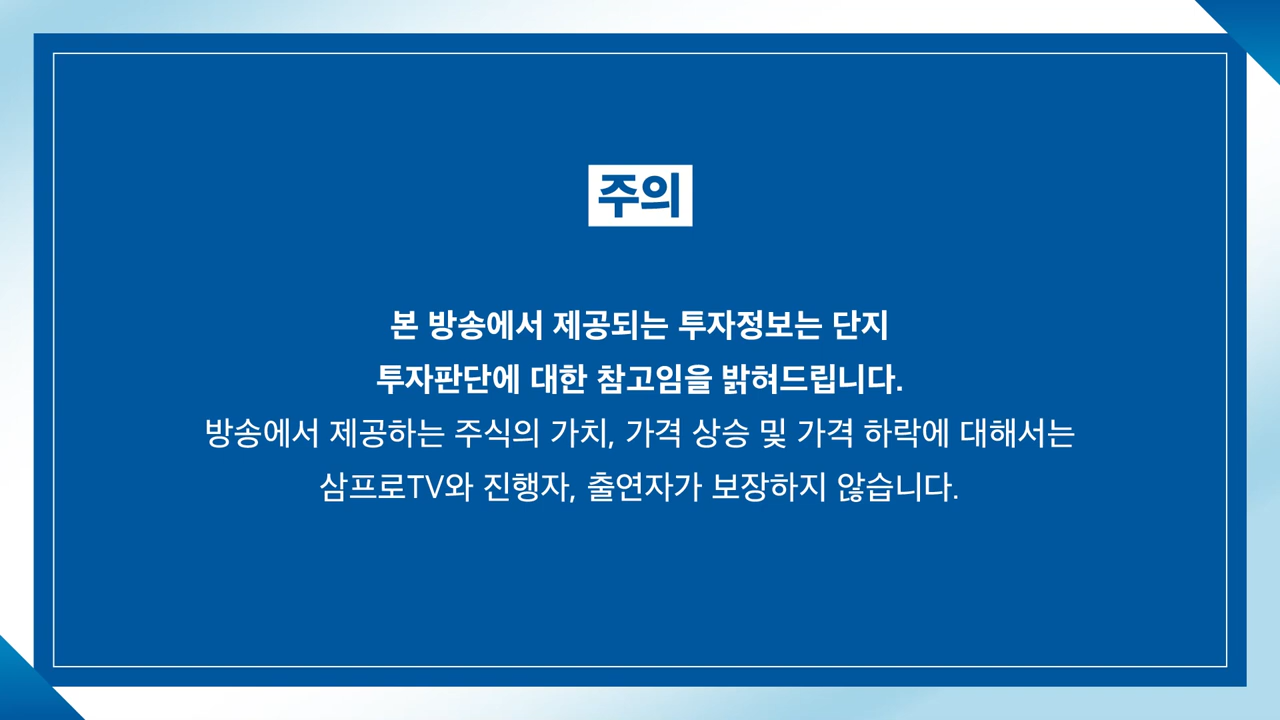 주의
본 방송에서 제공되는 투자정보는 단지
투자판단에 대한 참고임을 밝혀드립니다.
방송에서 제공하는 주식의 가치, 가격 상승 및 가격 하락에 대해서는
삼프로TV와 진행자, 출연자가 보장하지 않습니다.